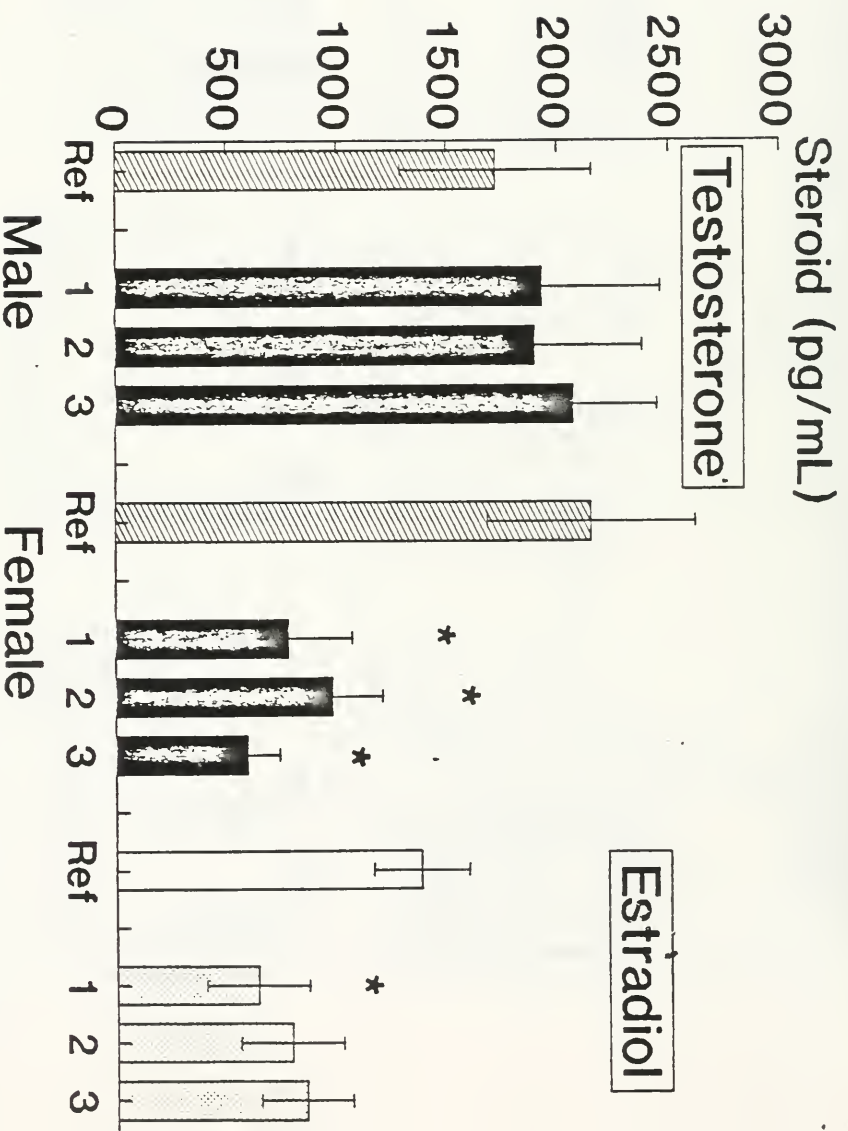 Steroid (pg/mL)
3000
2500
2000
1500
1000
500
0
Testosterone
Estradiol
Ref 1 2 3 Ref 1 2 3 Ref 1 2 3
* * * *
Male Female